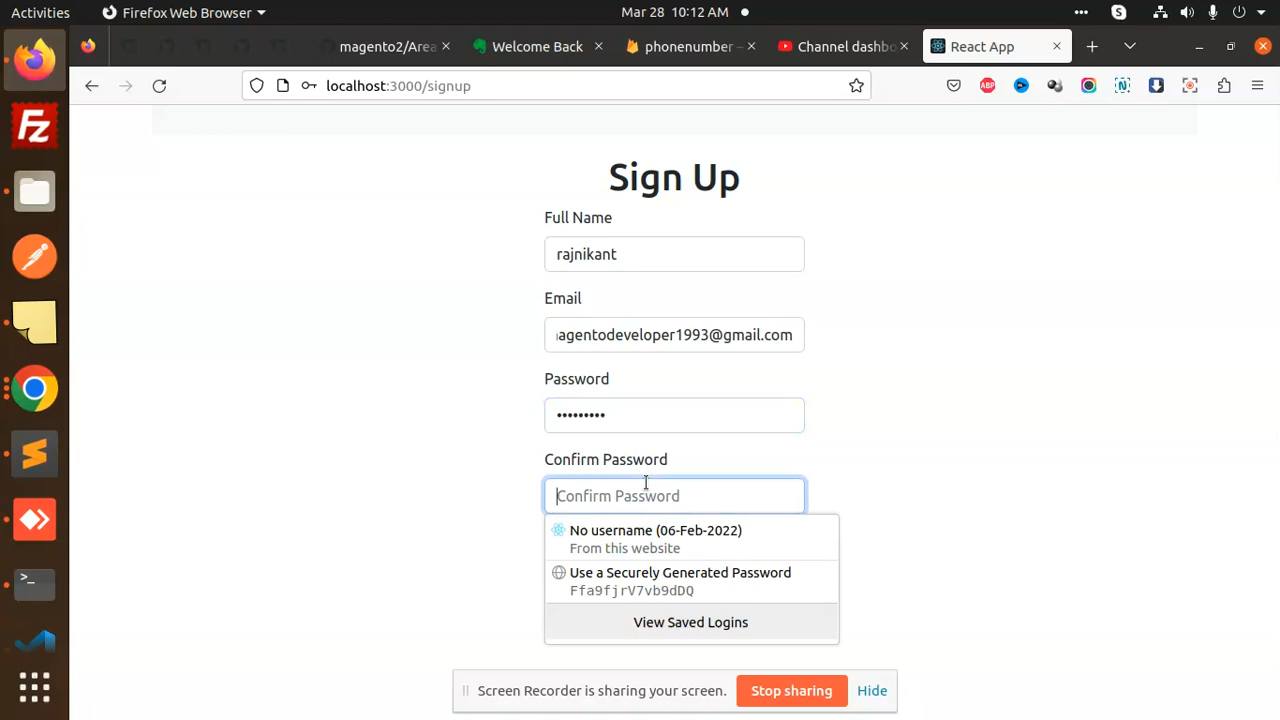 Activities
Firefox Web Browser
Mar 28 10:12 AM
magento2/Area
Welcome Back
phonenumber –
Channel dashbo
React App
localhost:3000/signup
ABP
N
Fz
Sign Up
Full Name
rajnikant
Email
agentodeveloper1993@gmail.com
Password
Confirm Password
Confirm Password
No username (06-Feb-2022)
From this website
Use a Securely Generated Password
Ffa9fjrV7vb9dDQ
View Saved Logins
Screen Recorder is sharing your screen.
Stop sharing
Hide